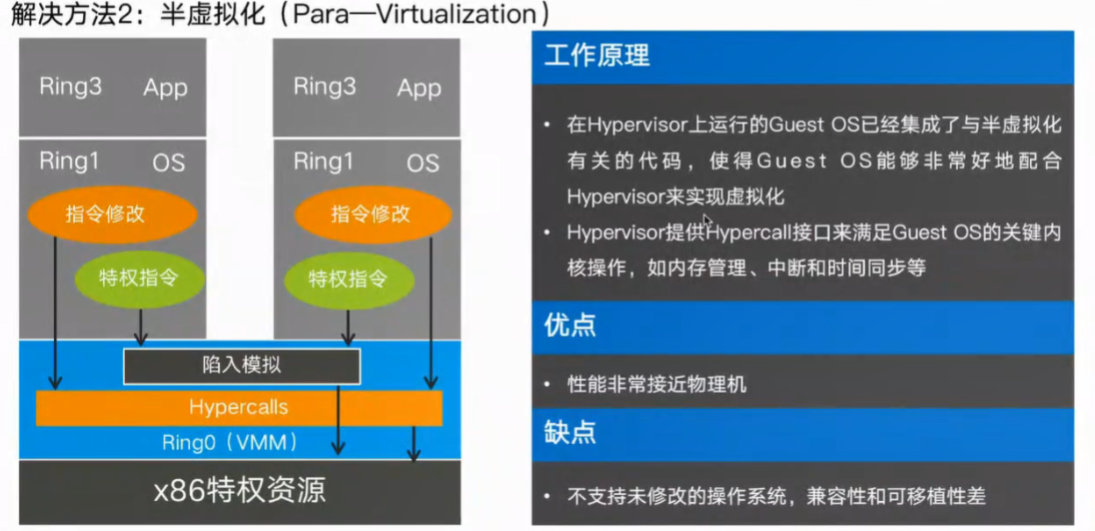 解决方法2：半虚拟化（Para—Virtualization）
Ring3 App
Ring3 App
Ring1 OS
Ring1 OS
指令修改
指令修改
特权指令
特权指令
陷入模拟
Hypercalls
Ring0（VMM）
x86特权资源
工作原理
• 在Hypervisor上运行的Guest OS已经集成了与半虚拟化
有关的代码，使得Guest OS能够非常好地配合
Hypervisor来实现虚拟化
• Hypervisor提供Hypercall接口来满足Guest OS的关键内
核操作，如内存管理、中断和时间同步等
优点
• 性能非常接近物理机
缺点
• 不支持未修改的操作系统，兼容性和可移植性差